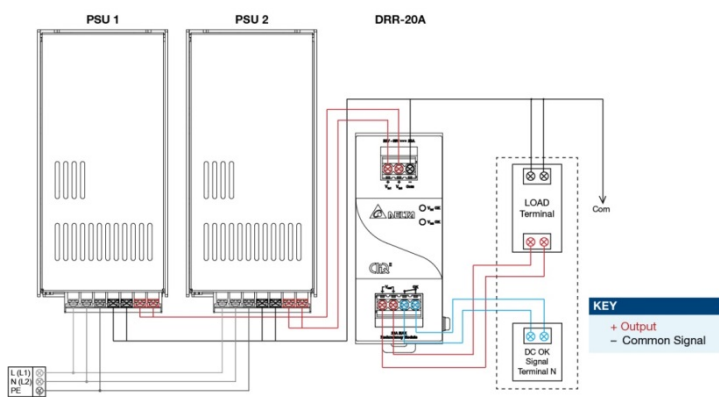 PSU 1
PSU 2
DRR-20A
DELTA
LOAD
Terminal
Com
KEY
+ Output
– Common Signal
DC OK
Signal
Terminal N
L (L1)
N (L2)
PE